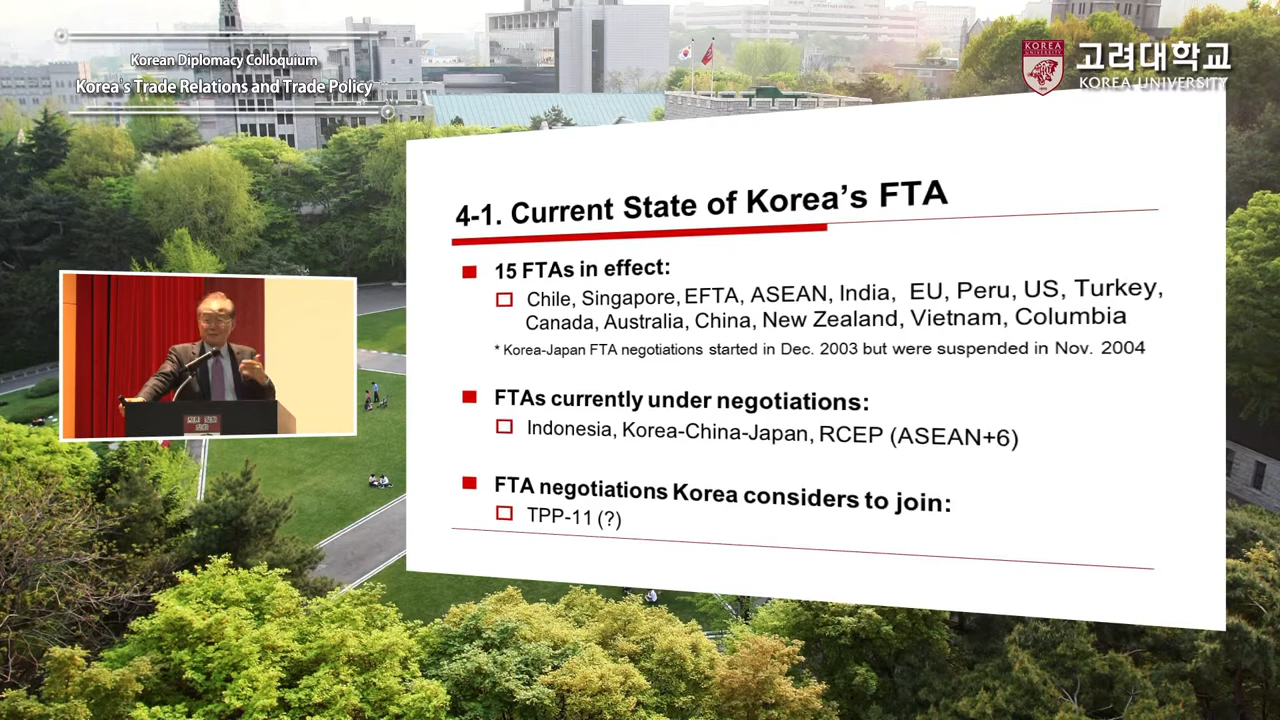 Korean Diplomacy Colloquium
Korea's Trade Relations and Trade Policy
KOREA
UNIVERSITY
고려대학교
KOREA UNIVERSITY
4-1. Current State of Korea's FTA
15 FTAs in effect:
Chile, Singapore, EFTA, ASEAN, India, EU, Peru, US, Turkey,
Canada, Australia, China, New Zealand, Vietnam, Columbia
* Korea-Japan FTA negotiations started in Dec. 2003 but were suspended in Nov. 2004
FTAs currently under negotiations:
Indonesia, Korea-China-Japan, RCEP (ASEAN+6)
FTA negotiations Korea considers to join:
TPP-11 (?)